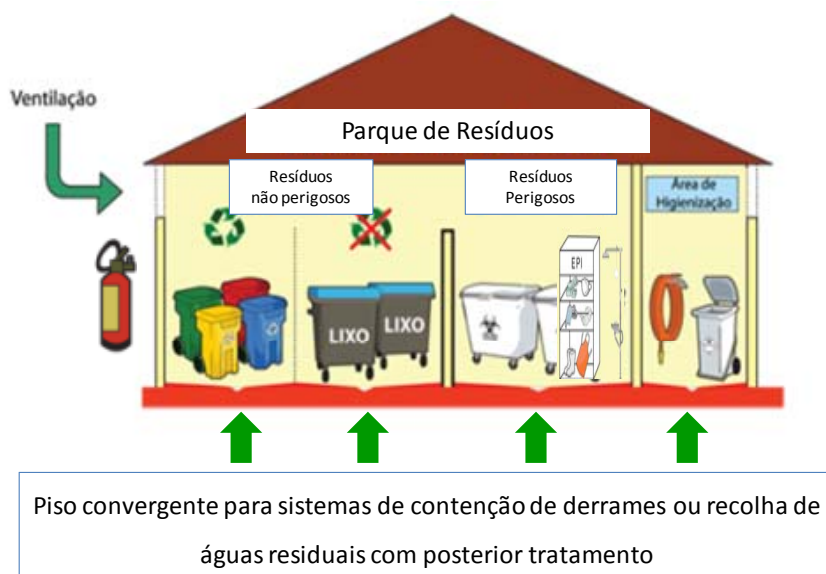 Ventilação
Parque de Resíduos
Resíduos
não perigosos
Resíduos
Perigosos
Área de
Higienização
EPI
LIXO
LIXO
Piso convergente para sistemas de contenção de derrames ou recolha de
águas residuais com posterior tratamento